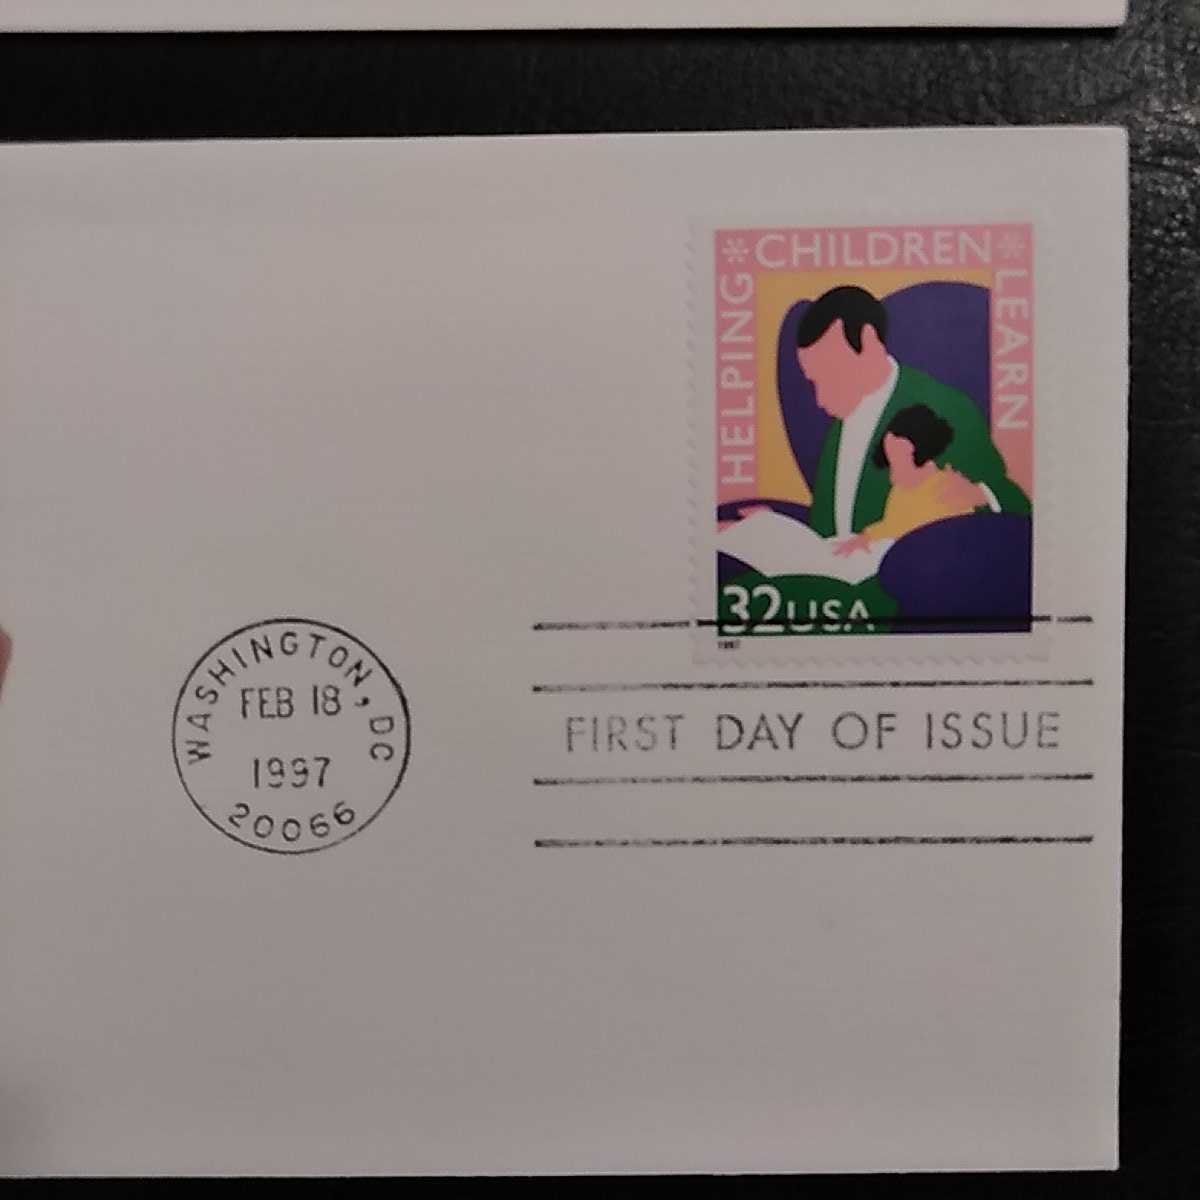 HELPING * CHILDREN * LEARN
32USA
1997
WASHINGTON, DC
FEB 18
1997
20066
FIRST DAY OF ISSUE